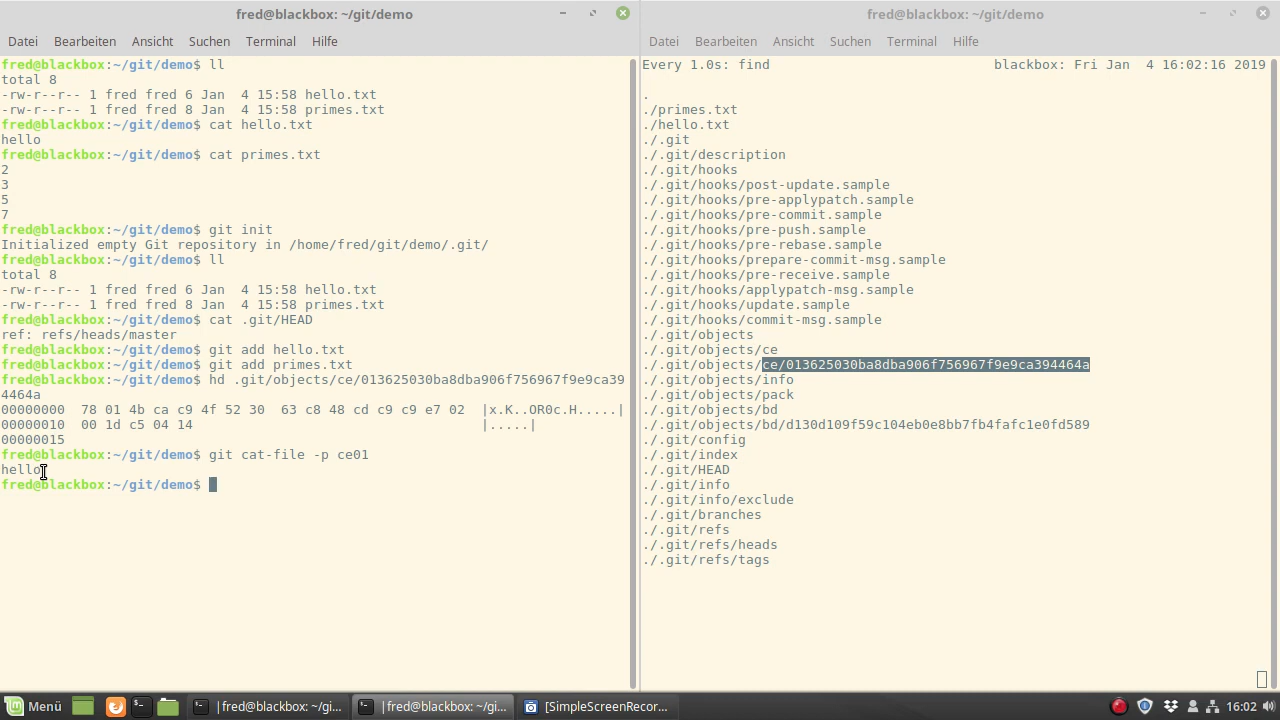 fred@blackbox: ~/git/demo
Datei Bearbeiten Ansicht Suchen Terminal Hilfe
fred@blackbox:~/git/demo$ ll
total 8
-rw-r--r-- 1 fred fred 6 Jan  4 15:58 hello.txt
-rw-r--r-- 1 fred fred 8 Jan  4 15:58 primes.txt
fred@blackbox:~/git/demo$ cat hello.txt
hello
fred@blackbox:~/git/demo$ cat primes.txt
2
3
5
7
fred@blackbox:~/git/demo$ git init
Initialized empty Git repository in /home/fred/git/demo/.git/
fred@blackbox:~/git/demo$ ll
total 8
-rw-r--r-- 1 fred fred 6 Jan  4 15:58 hello.txt
-rw-r--r-- 1 fred fred 8 Jan  4 15:58 primes.txt
fred@blackbox:~/git/demo$ cat .git/HEAD
ref: refs/heads/master
fred@blackbox:~/git/demo$ git add hello.txt
fred@blackbox:~/git/demo$ git add primes.txt
fred@blackbox:~/git/demo$ hd .git/objects/ce/013625030ba8dba906f756967f9e9ca39
4464a
00000000  78 01 4b ca c9 4f 52 30  63 c8 48 cd c9 c9 e7 02  |x.K..OR0c.H.....|
00000010  00 1d c5 04 14                                    |.....|
00000015
fred@blackbox:~/git/demo$ git cat-file -p ce01
hello
fred@blackbox:~/git/demo$
fred@blackbox: ~/git/demo
Datei Bearbeiten Ansicht Suchen Terminal Hilfe
Every 1.0s: find blackbox: Fri Jan  4 16:02:16 2019
.
./primes.txt
./hello.txt
./.git
./.git/description
./.git/hooks
./.git/hooks/post-update.sample
./.git/hooks/pre-applypatch.sample
./.git/hooks/pre-commit.sample
./.git/hooks/pre-push.sample
./.git/hooks/pre-rebase.sample
./.git/hooks/prepare-commit-msg.sample
./.git/hooks/pre-receive.sample
./.git/hooks/applypatch-msg.sample
./.git/hooks/update.sample
./.git/hooks/commit-msg.sample
./.git/objects
./.git/objects/ce
./.git/objects/ce/013625030ba8dba906f756967f9e9ca394464a
./.git/objects/info
./.git/objects/pack
./.git/objects/bd
./.git/objects/bd/d130d109f59c104eb0e8bb7fb4fafc1e0fd589
./.git/config
./.git/index
./.git/HEAD
./.git/info
./.git/info/exclude
./.git/branches
./.git/refs
./.git/refs/heads
./.git/refs/tags
Menü |fred@blackbox: ~/gi... |fred@blackbox: ~/gi... [SimpleScreenRecor... 16:02